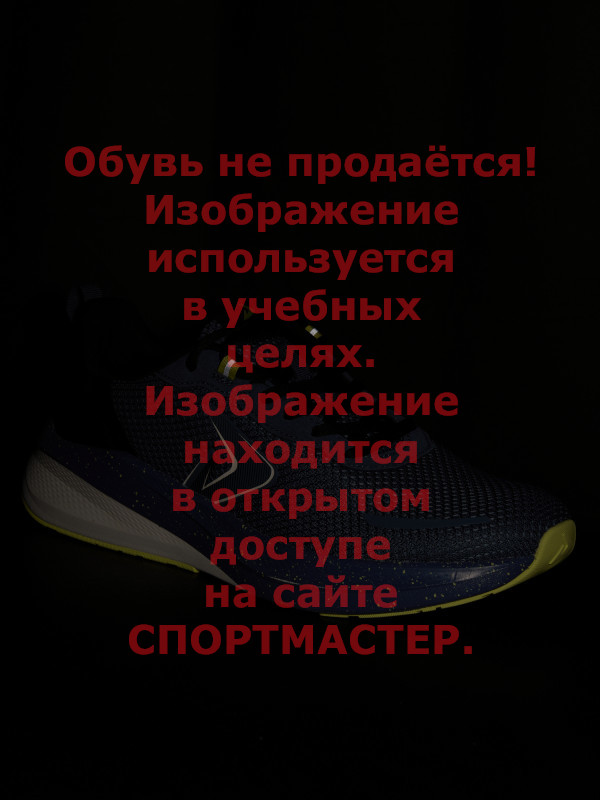 Обувь не продаётся!
Изображение
используется
в учебных
целях.
Изображение
находится
в открытом
доступе
на сайте
СПОРТМАСТЕР.